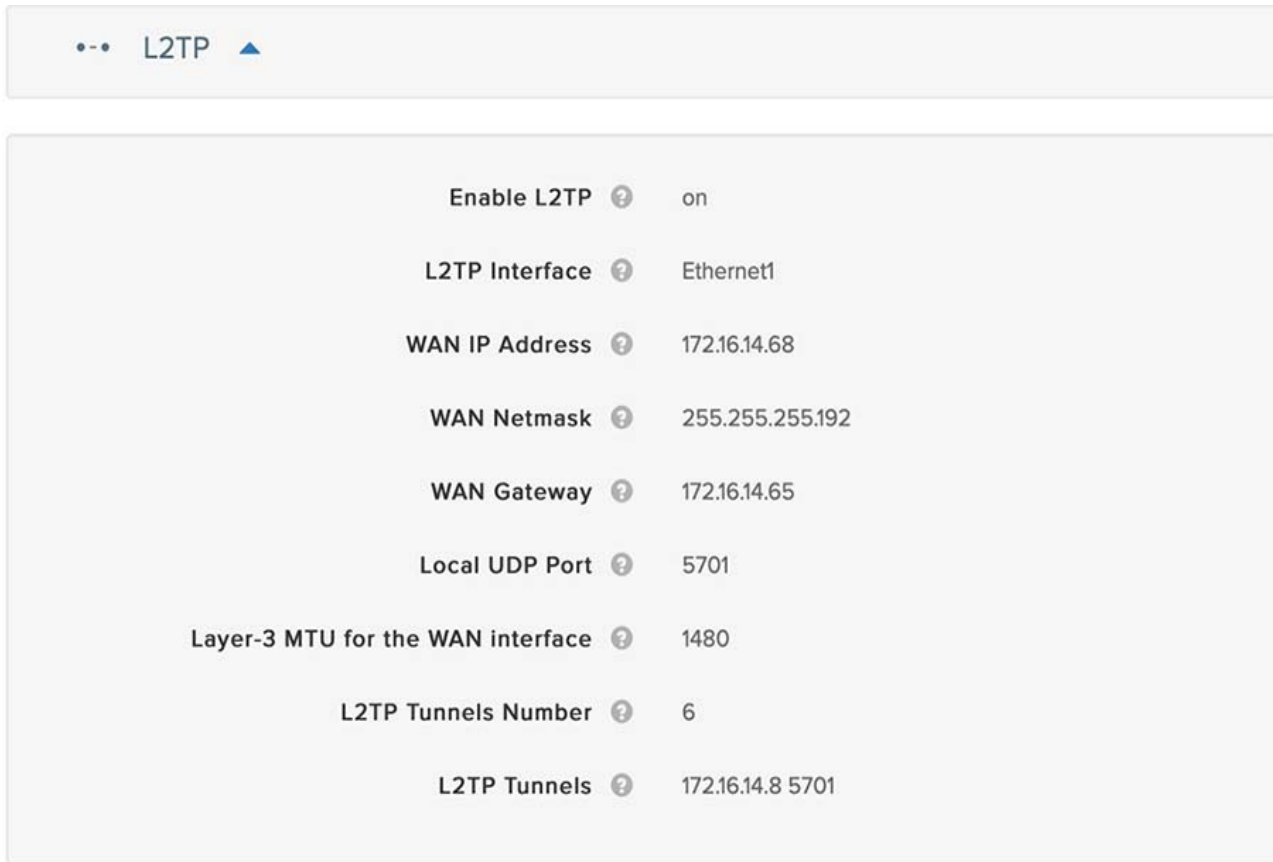 L2TP
Enable L2TP ? on
L2TP Interface ? Ethernet1
WAN IP Address ? 172.16.14.68
WAN Netmask ? 255.255.255.192
WAN Gateway ? 172.16.14.65
Local UDP Port ? 5701
Layer-3 MTU for the WAN interface ? 1480
L2TP Tunnels Number ? 6
L2TP Tunnels ? 172.16.14.8 5701